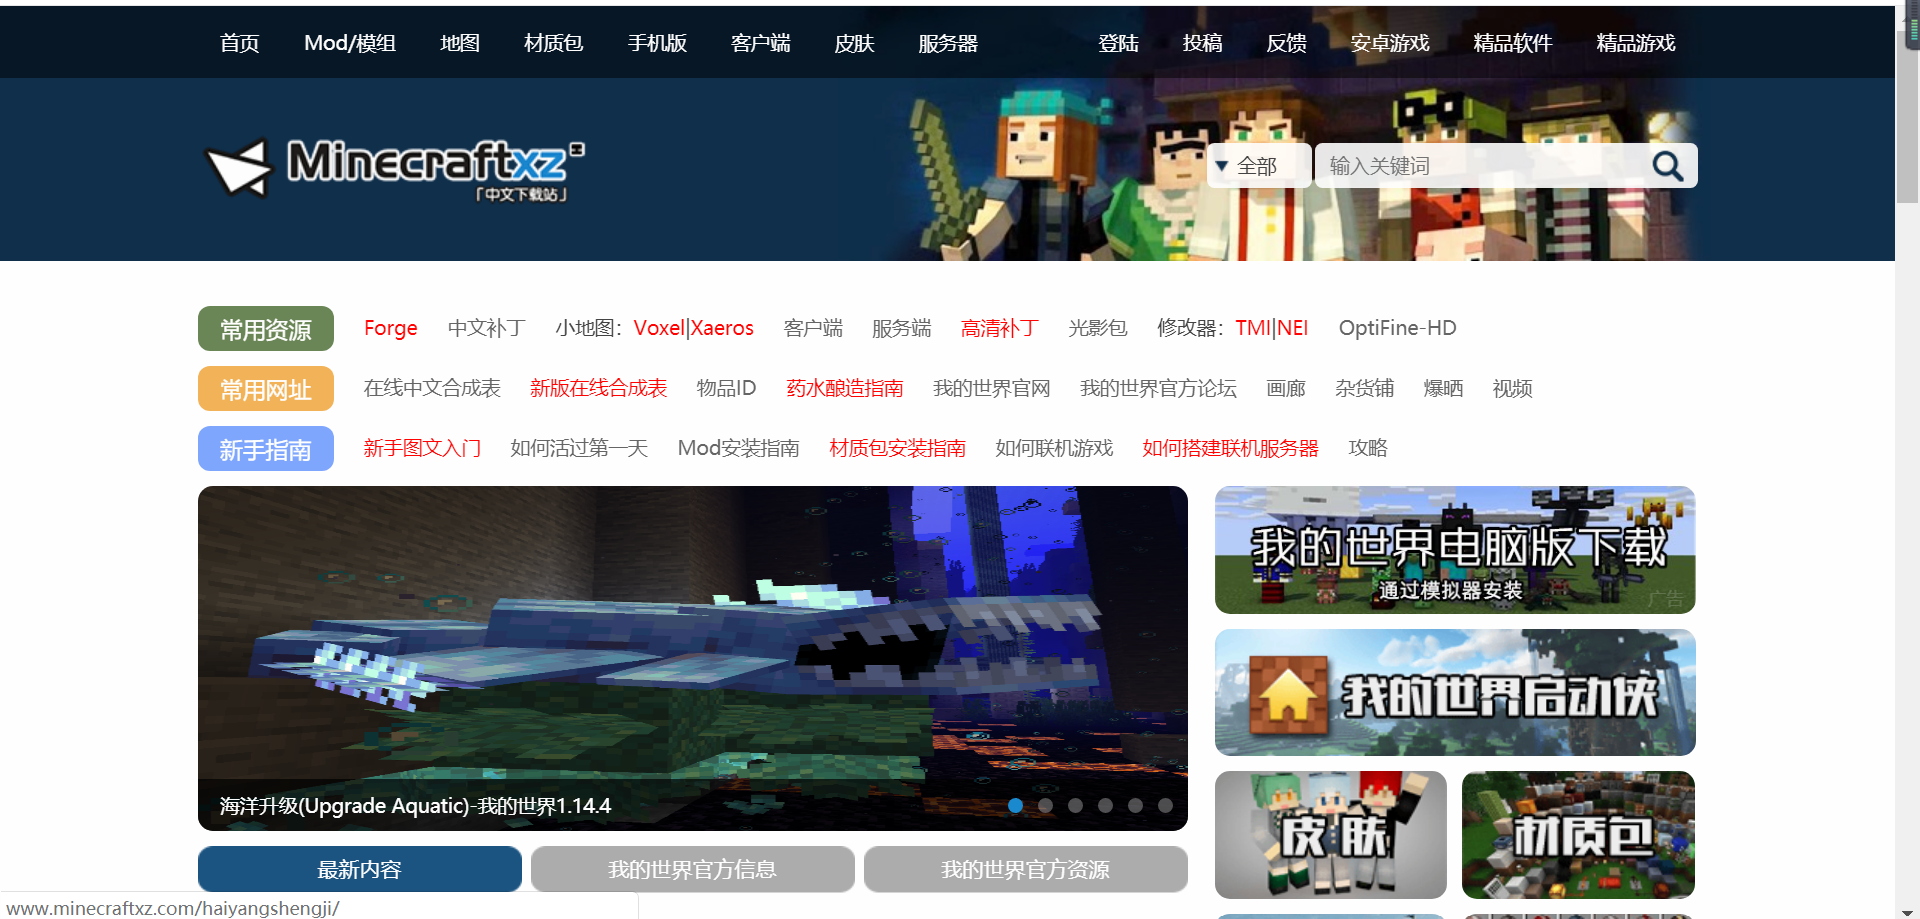 首页 Mod/模组 地图 材质包 手机版 客户端 皮肤 服务器 登陆 投稿 反馈 安卓游戏 精品软件 精品游戏
Minecraftxz
「中文下载站」
全部 输入关键词
常用资源 Forge 中文补丁 小地图：Voxel|Xaeros 客户端 服务端 高清补丁 光影包 修改器：TMI|NEI OptiFine-HD
常用网址 在线中文合成表 新版在线合成表 物品ID 药水酿造指南 我的世界官网 我的世界官方论坛 画廊 杂货铺 爆晒 视频
新手指南 新手图文入门 如何活过第一天 Mod安装指南 材质包安装指南 如何联机游戏 如何搭建联机服务器 攻略
我的世界电脑版下载
通过模拟器安装
广告
我的世界启动侠
海洋升级(Upgrade Aquatic)-我的世界1.14.4
皮肤 材质包
最新内容 我的世界官方信息 我的世界官方资源
www.minecraftxz.com/haiyangshengji/